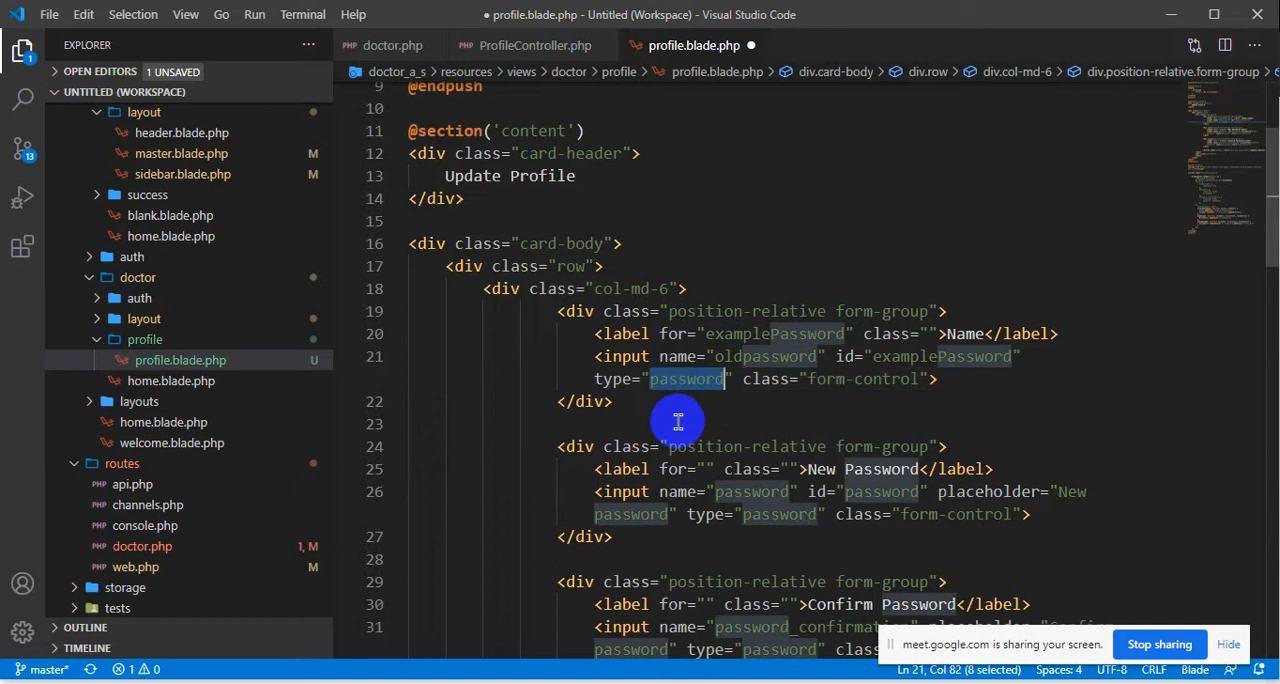 File Edit Selection View Go Run Terminal Help
● profile.blade.php - Untitled (Workspace) - Visual Studio Code
EXPLORER
PHP doctor.php
PHP ProfileController.php
profile.blade.php
OPEN EDITORS 1 UNSAVED
doctor_a_s > resources > views > doctor > profile > profile.blade.php > div.card-body > div.row > div.col-md-6 > div.position-relative.form-group >
UNTITLED (WORKSPACE)
layout
header.blade.php
master.blade.php M
sidebar.blade.php M
success
blank.blade.php
home.blade.php
auth
doctor
auth
layout
profile
profile.blade.php U
home.blade.php
layouts
home.blade.php
welcome.blade.php
routes
PHP api.php
PHP channels.php
PHP console.php
PHP doctor.php 1, M
PHP web.php M
storage
tests
OUTLINE
TIMELINE
1
13
9 @endpush
10
11 @section('content')
12 <div class="card-header">
13 Update Profile
14 </div>
15
16 <div class="card-body">
17 <div class="row">
18 <div class="col-md-6">
19 <div class="position-relative form-group">
20 <label for="examplePassword" class="">Name</label>
21 <input name="oldpassword" id="examplePassword"
type="password" class="form-control">
22 </div>
23
24 <div class="position-relative form-group">
25 <label for="" class="">New Password</label>
26 <input name="password" id="password" placeholder="New
password" type="password" class="form-control">
27 </div>
28
29 <div class="position-relative form-group">
30 <label for="" class="">Confirm Password</label>
31 <input name="password_confirmation" placeholder="Confirm
password" type="password"
meet.google.com is sharing your screen. Stop sharing Hide
master* 1 0
Ln 21, Col 82 (8 selected) Spaces: 4 UTF-8 CRLF Blade